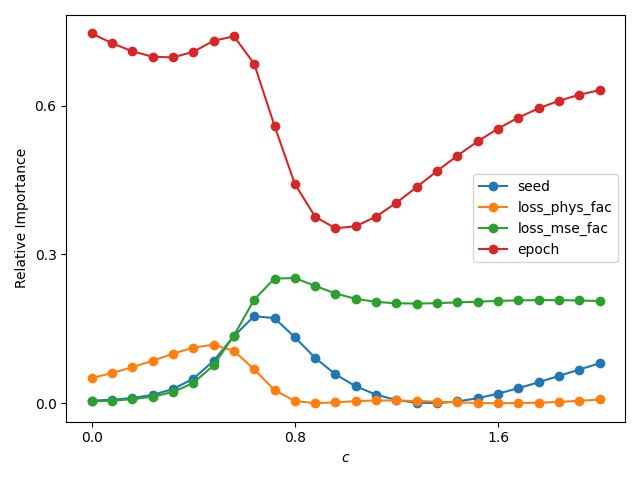 Relative Importance
0.6
0.3
0.0
seed
loss_phys_fac
loss_mse_fac
epoch
0.0
0.8
1.6
c